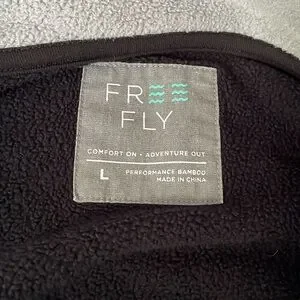 FREE
FLY
COMFORT ON • ADVENTURE OUT
L PERFORMANCE BAMBOO
MADE IN CHINA